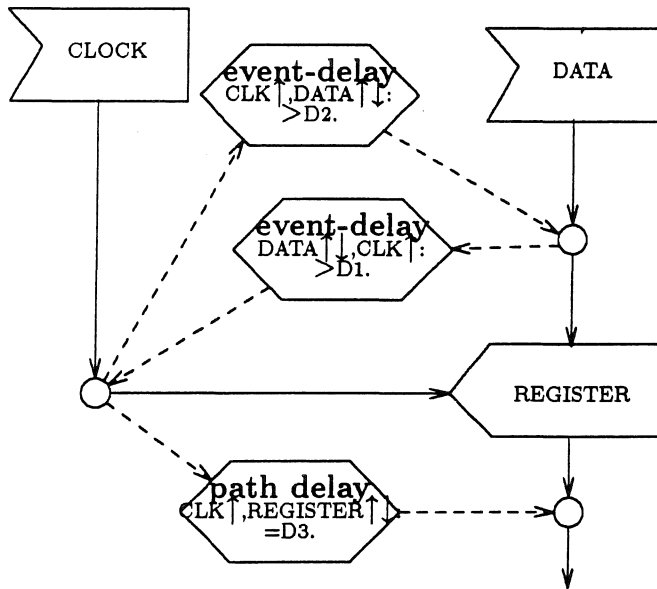 CLOCK
event-delay
CLK↑,DATA↑↓:
>D2.
DATA
event-delay
DATA↑↓,CLK↑:
>D1.
REGISTER
path delay
CLK↑,REGISTER↑↓
=D3.